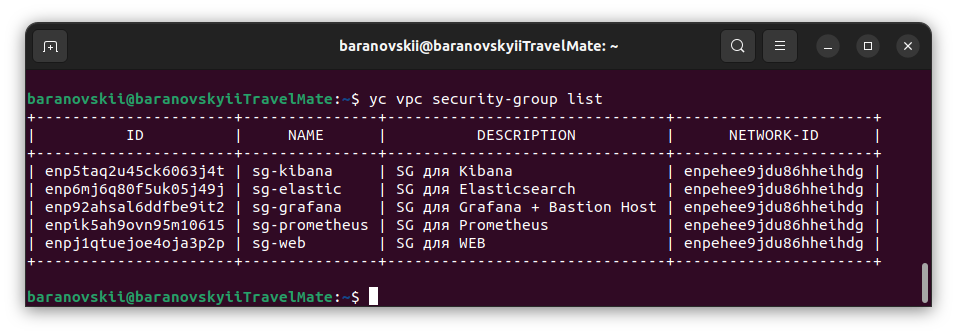 baranovskii@baranovskyiiTravelMate: ~
baranovskii@baranovskyiiTravelMate:~$ yc vpc security-group list
+----------------------+---------------+------------------------------+----------------------+
|          ID          |     NAME      |         DESCRIPTION          |      NETWORK-ID      |
+----------------------+---------------+------------------------------+----------------------+
| enp5taq2u45ck6063j4t | sg-kibana     | SG для Kibana                | enpehee9jdu86hheihdg |
| enp6mj6q80f5uk05j49j | sg-elastic    | SG для Elasticsearch         | enpehee9jdu86hheihdg |
| enp92ahsal6ddfbe9it2 | sg-grafana    | SG для Grafana + Bastion Host | enpehee9jdu86hheihdg |
| enpik5ah9ovn95m10615 | sg-prometheus | SG для Prometheus            | enpehee9jdu86hheihdg |
| enpj1qtuejoe4oja3p2p | sg-web        | SG для WEB                   | enpehee9jdu86hheihdg |
+----------------------+---------------+------------------------------+----------------------+
baranovskii@baranovskyiiTravelMate:~$